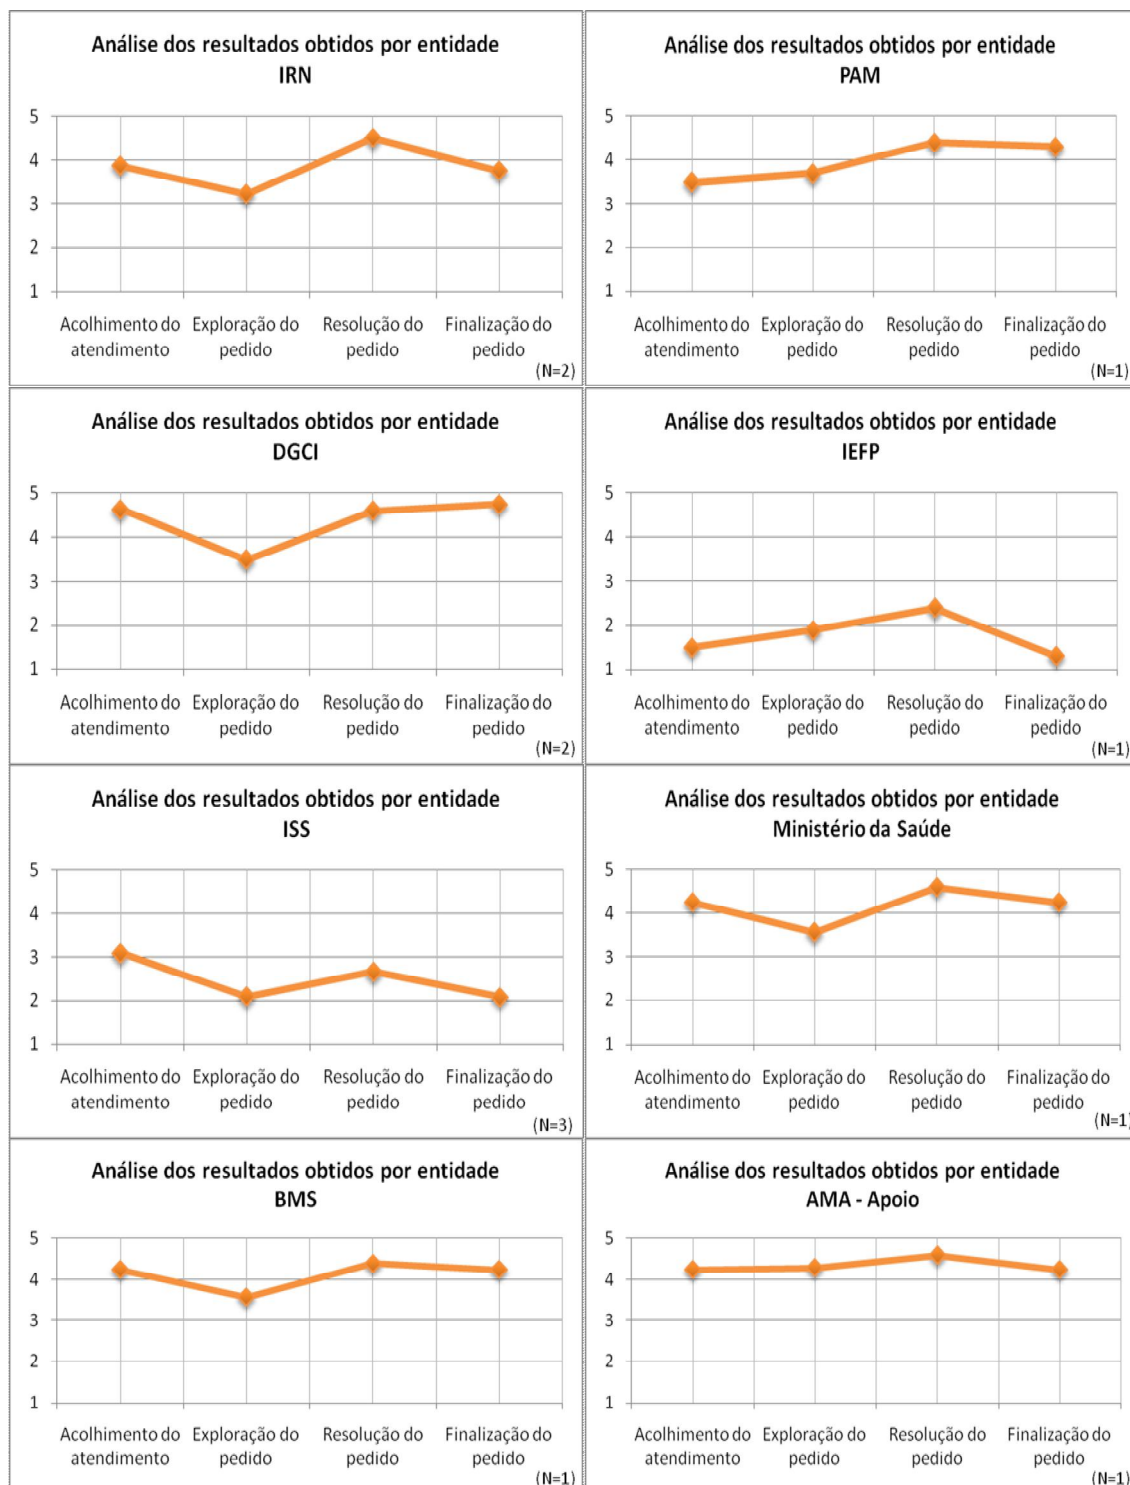 Análise dos resultados obtidos por entidade
IRN
5
4
3
2
1
Acolhimento do Exploração do Resolução do Finalização do
atendimento pedido pedido pedido
(N=2)
Análise dos resultados obtidos por entidade
PAM
5
4
3
2
1
Acolhimento do Exploração do Resolução do Finalização do
atendimento pedido pedido pedido
(N=1)
Análise dos resultados obtidos por entidade
DGCI
5
4
3
2
1
Acolhimento do Exploração do Resolução do Finalização do
atendimento pedido pedido pedido
(N=2)
Análise dos resultados obtidos por entidade
IEFP
5
4
3
2
1
Acolhimento do Exploração do Resolução do Finalização do
atendimento pedido pedido pedido
(N=1)
Análise dos resultados obtidos por entidade
ISS
5
4
3
2
1
Acolhimento do Exploração do Resolução do Finalização do
atendimento pedido pedido pedido
(N=3)
Análise dos resultados obtidos por entidade
Ministério da Saúde
5
4
3
2
1
Acolhimento do Exploração do Resolução do Finalização do
atendimento pedido pedido pedido
(N=1)
Análise dos resultados obtidos por entidade
BMS
5
4
3
2
1
Acolhimento do Exploração do Resolução do Finalização do
atendimento pedido pedido pedido
(N=1)
Análise dos resultados obtidos por entidade
AMA - Apoio
5
4
3
2
1
Acolhimento do Exploração do Resolução do Finalização do
atendimento pedido pedido pedido
(N=1)